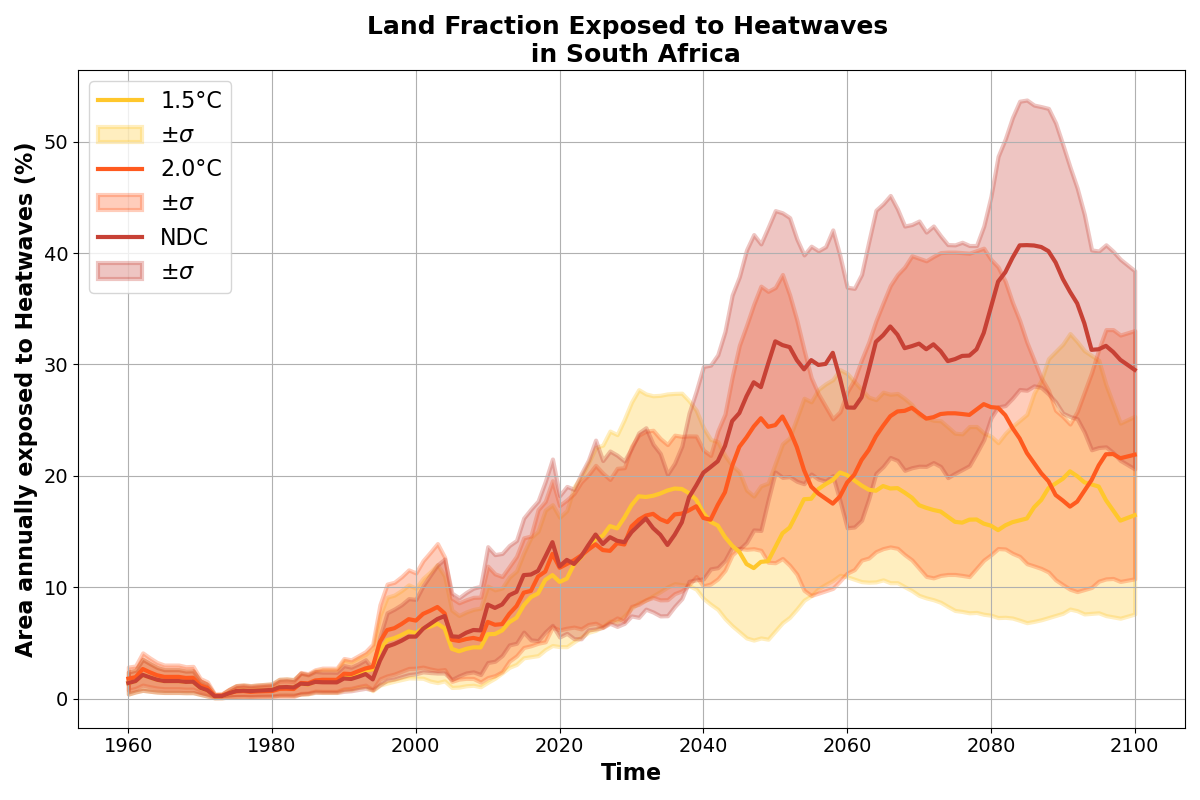 Land Fraction Exposed to Heatwaves
in South Africa
1.5°C
±σ
2.0°C
±σ
NDC
±σ
Area annually exposed to Heatwaves (%)
50
40
30
20
10
0
1960 1980 2000 2020 2040 2060 2080 2100
Time